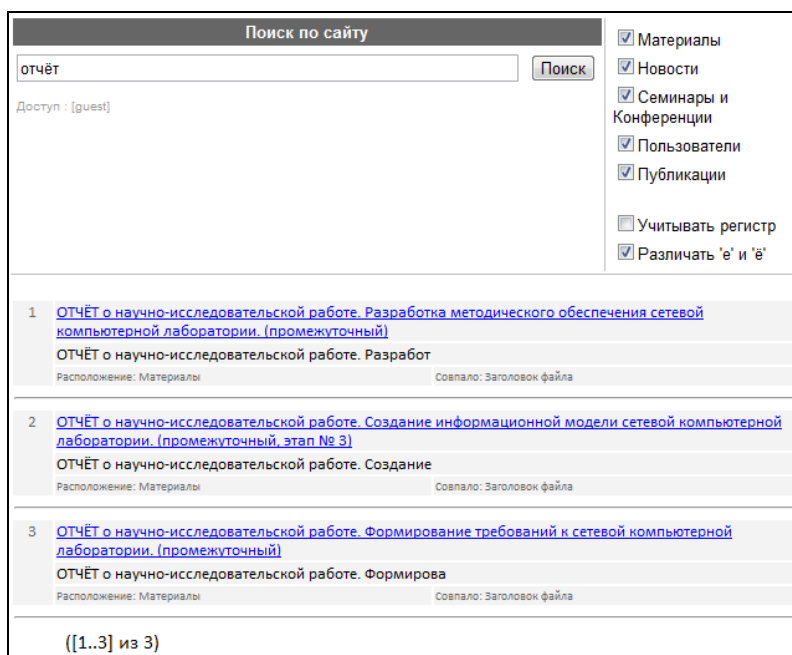 Поиск по сайту
отчёт
Поиск
Доступ : [guest]
Материалы
Новости
Семинары и
Конференции
Пользователи
Публикации
Учитывать регистр
Различать 'е' и 'ё'
1 ОТЧЁТ о научно-исследовательской работе. Разработка методического обеспечения сетевой
компьютерной лаборатории. (промежуточный)
ОТЧЁТ о научно-исследовательской работе. Разработ
Расположение: Материалы Совпало: Заголовок файла
2 ОТЧЁТ о научно-исследовательской работе. Создание информационной модели сетевой компьютерной
лаборатории. (промежуточный, этап № 3)
ОТЧЁТ о научно-исследовательской работе. Создание
Расположение: Материалы Совпало: Заголовок файла
3 ОТЧЁТ о научно-исследовательской работе. Формирование требований к сетевой компьютерной
лаборатории. (промежуточный)
ОТЧЁТ о научно-исследовательской работе. Формирова
Расположение: Материалы Совпало: Заголовок файла
([1..3] из 3)